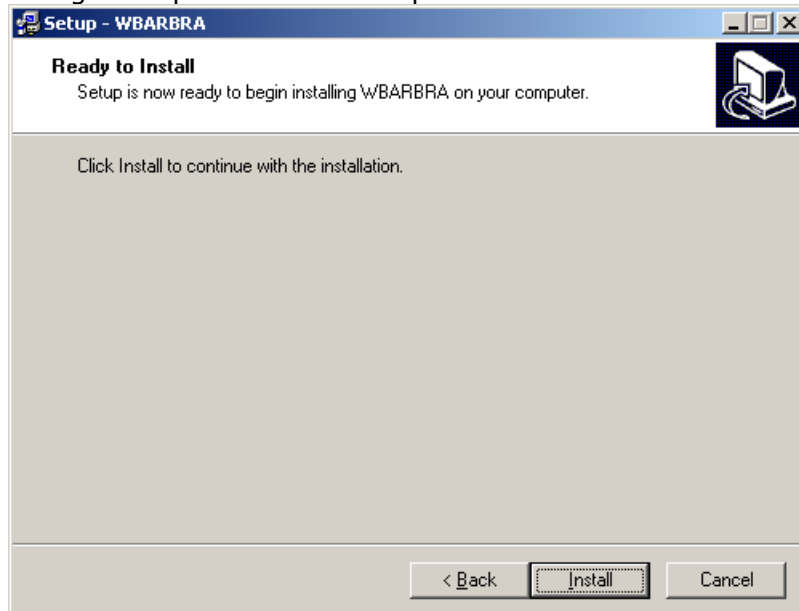 Setup - WBARBRA
Ready to Install
Setup is now ready to begin installing WBARBRA on your computer.
Click Install to continue with the installation.
< Back
Install
Cancel